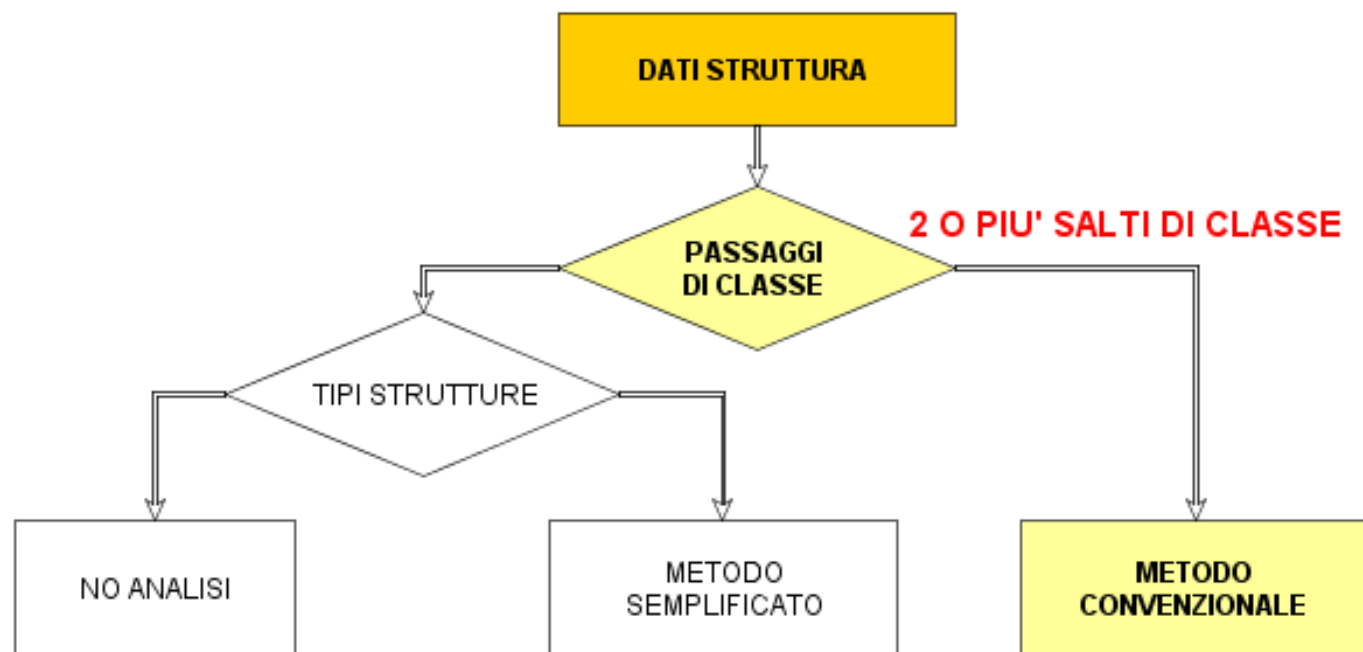 DATI STRUTTURA
2 O PIU' SALTI DI CLASSE
PASSAGGI
DI CLASSE
TIPI STRUTTURE
NO ANALISI
METODO
SEMPLIFICATO
METODO
CONVENZIONALE